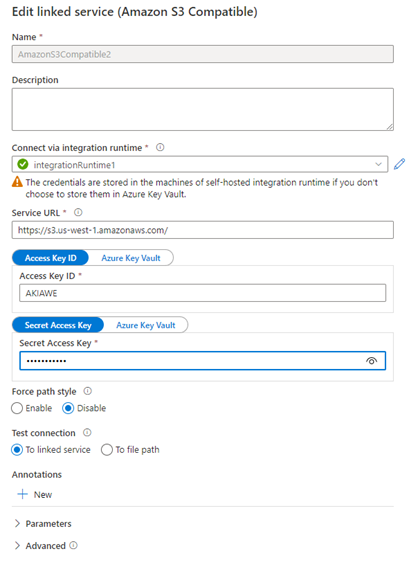 Edit linked service (Amazon S3 Compatible)
Name *
AmazonS3Compatible2
Description
Connect via integration runtime *
integrationRuntime1
The credentials are stored in the machines of self-hosted integration runtime if you don't
choose to store them in Azure Key Vault.
Service URL *
https://s3.us-west-1.amazonaws.com/
Access Key ID Azure Key Vault
Access Key ID *
AKIAWE
Secret Access Key Azure Key Vault
Secret Access Key *
•••••••••••
Force path style
Enable Disable
Test connection
To linked service To file path
Annotations
New
Parameters
Advanced